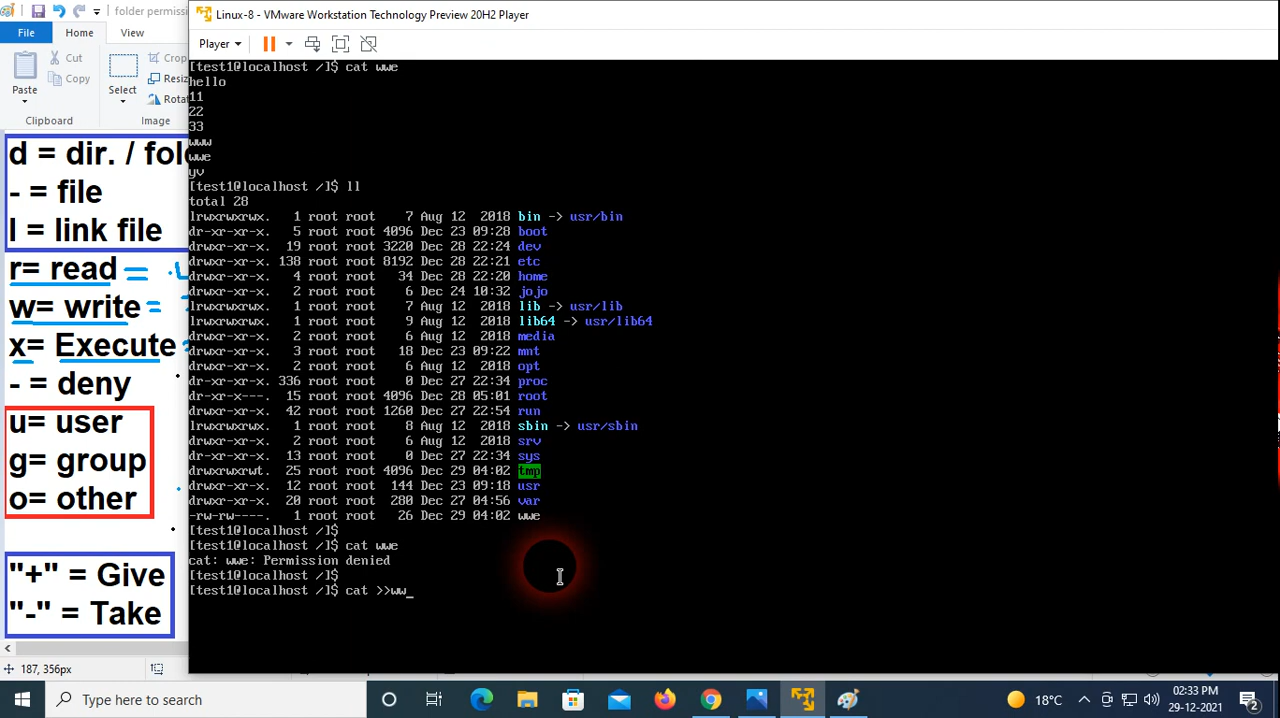 folder permissi
Linux-8 - VMware Workstation Technology Preview 20H2 Player
File
Home
View
Player
Paste
Cut
Copy
Select
Crop
Resiz
Rotat
Clipboard
Image
d = dir. / fol
- = file
l = link file
r= read =
w= write =
x= Execute
- = deny
u= user
g= group
o= other
"+" = Give
"-" = Take
[test1@localhost /]$ cat wwe
hello
11
22
33
www
wwe
yv
[test1@localhost /]$ ll
total 28
lrwxrwxrwx. 1 root root 7 Aug 12 2018 bin -> usr/bin
dr-xr-xr-x. 5 root root 4096 Dec 23 09:28 boot
drwxr-xr-x. 19 root root 3220 Dec 28 22:24 dev
drwxr-xr-x. 138 root root 8192 Dec 28 22:21 etc
drwxr-xr-x. 4 root root 34 Dec 28 22:20 home
drwxr-xr-x. 2 root root 6 Dec 24 10:32 jojo
lrwxrwxrwx. 1 root root 7 Aug 12 2018 lib -> usr/lib
lrwxrwxrwx. 1 root root 9 Aug 12 2018 lib64 -> usr/lib64
drwxr-xr-x. 2 root root 6 Aug 12 2018 media
drwxr-xr-x. 3 root root 18 Dec 23 09:22 mnt
drwxr-xr-x. 2 root root 6 Aug 12 2018 opt
dr-xr-xr-x. 336 root root 0 Dec 27 22:34 proc
dr-xr-x---. 15 root root 4096 Dec 28 05:01 root
drwxr-xr-x. 42 root root 1260 Dec 27 22:54 run
lrwxrwxrwx. 1 root root 8 Aug 12 2018 sbin -> usr/sbin
drwxr-xr-x. 2 root root 6 Aug 12 2018 srv
dr-xr-xr-x. 13 root root 0 Dec 27 22:34 sys
drwxrwxrwt. 25 root root 4096 Dec 29 04:02 tmp
drwxr-xr-x. 12 root root 144 Dec 23 09:18 usr
drwxr-xr-x. 20 root root 280 Dec 27 04:56 var
-rw-rw----. 1 root root 26 Dec 29 04:02 wwe
[test1@localhost /]$
[test1@localhost /]$ cat wwe
cat: wwe: Permission denied
[test1@localhost /]$
[test1@localhost /]$ cat >>ww_
187, 356px
Type here to search
18°C
02:33 PM
29-12-2021
2